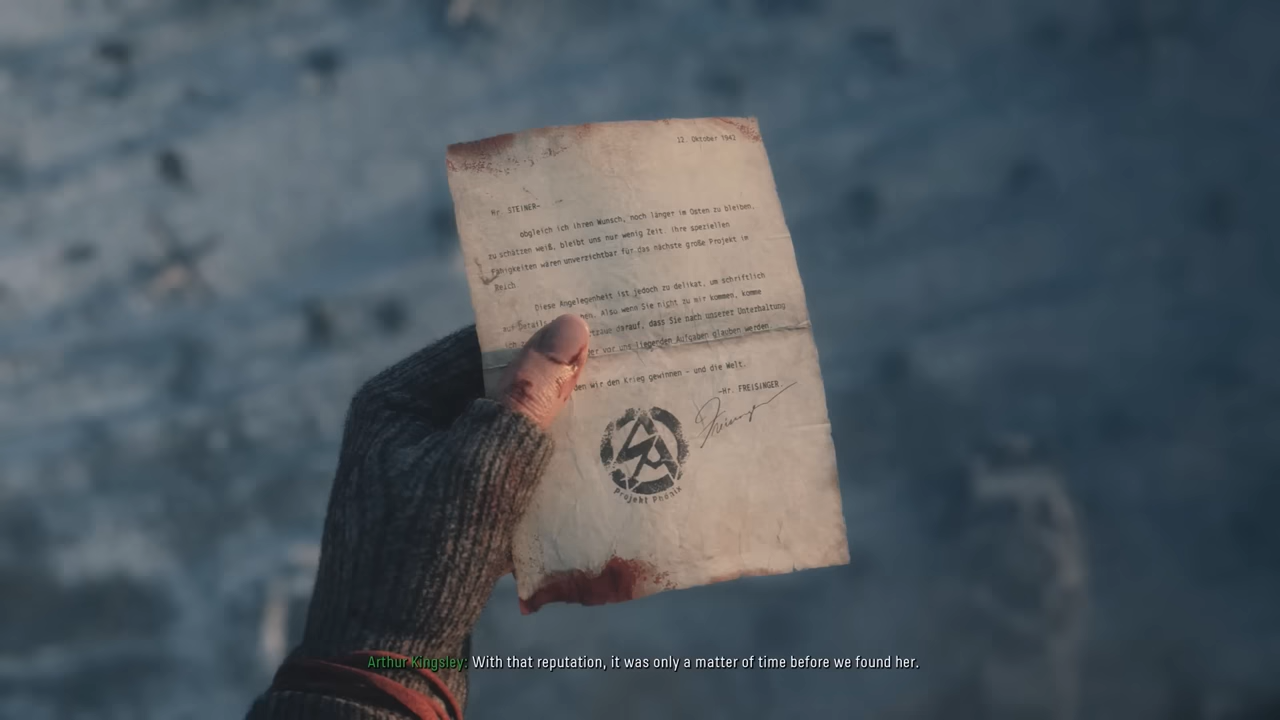 12. Oktober 1942
Hr. STEINER-
obgleich ich Ihren Wunsch, noch länger im Osten zu bleiben,
zu schätzen weiß, bleibt uns nur wenig Zeit. Ihre speziellen
Fähigkeiten wären unverzichtbar für das nächste große Projekt im
Reich
Diese Angelegenheit ist jedoch zu delikat, um schriftlich
Also wenn Sie nicht zu mir kommen, komme
darauf, dass Sie nach unserer Unterhaltung
vor uns liegenden Aufgaben glauben werden
wir den Krieg gewinnen - und die Welt.
-Hr. FREISINGER
Freisinger
Projekt Phönix
Arthur Kingsley: With that reputation, it was only a matter of time before we found her.